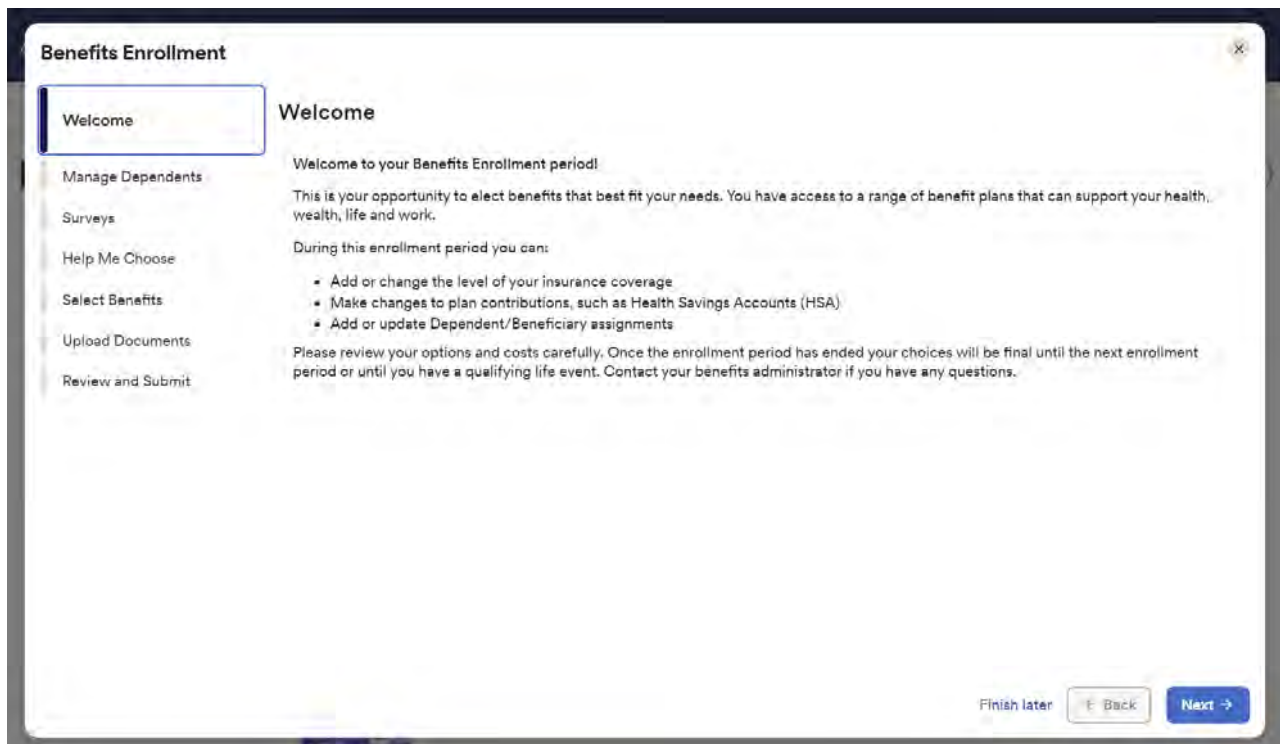 Benefits Enrollment
Welcome
Manage Dependents
Surveys
Help Me Choose
Select Benefits
Upload Documents
Review and Submit
Welcome
Welcome to your Benefits Enrollment period!
This is your opportunity to elect benefits that best fit your needs. You have access to a range of benefit plans that can support your health,
wealth, life and work.
During this enrollment period you can:
• Add or change the level of your insurance coverage
• Make changes to plan contributions, such as Health Savings Accounts (HSA)
• Add or update Dependent/Beneficiary assignments
Please review your options and costs carefully. Once the enrollment period has ended your choices will be final until the next enrollment
period or until you have a qualifying life event. Contact your benefits administrator if you have any questions.
Finish later
Back
Next →